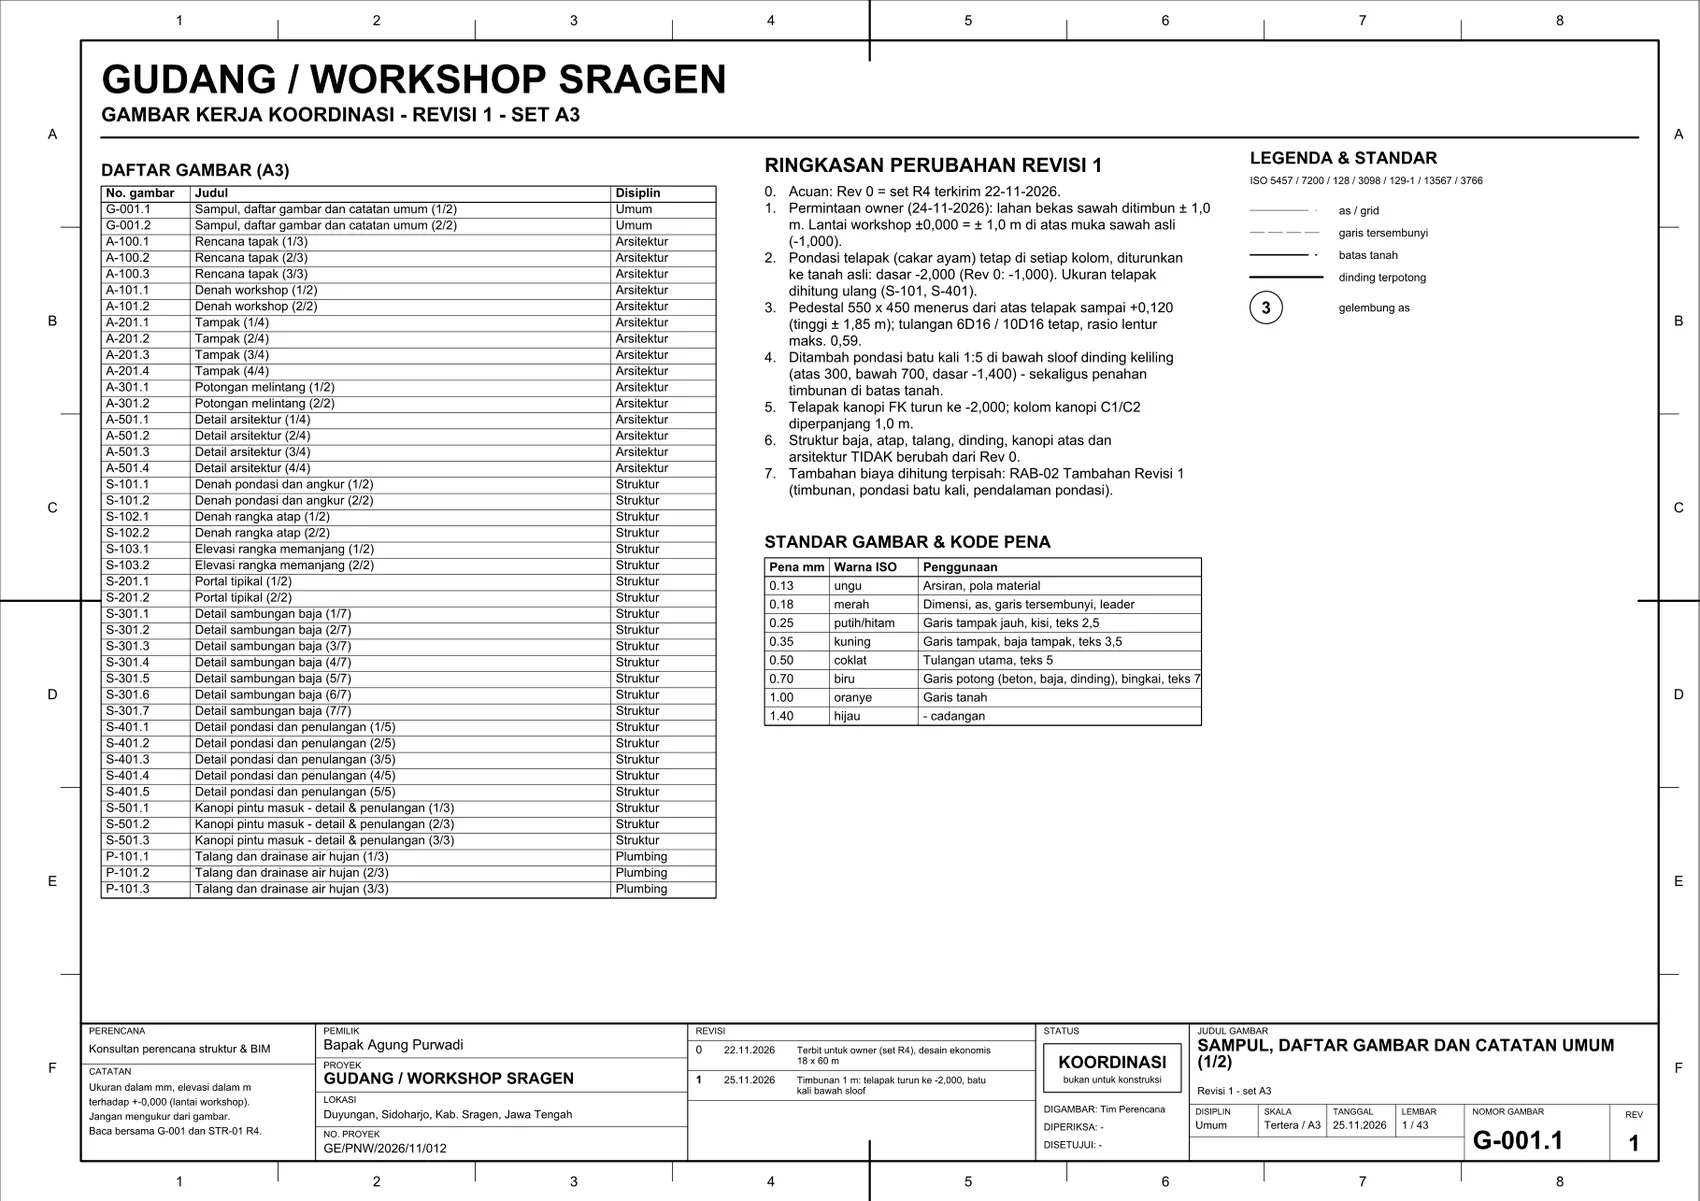 1 2 3 4 5 6 7 8
A A
B B
C C
D D
E E
F F
GUDANG / WORKSHOP SRAGEN
GAMBAR KERJA KOORDINASI - REVISI 1 - SET A3
DAFTAR GAMBAR (A3)
No. gambar Judul Disiplin
G-001.1 Sampul, daftar gambar dan catatan umum (1/2) Umum
G-001.2 Sampul, daftar gambar dan catatan umum (2/2) Umum
A-100.1 Rencana tapak (1/3) Arsitektur
A-100.2 Rencana tapak (2/3) Arsitektur
A-100.3 Rencana tapak (3/3) Arsitektur
A-101.1 Denah workshop (1/2) Arsitektur
A-101.2 Denah workshop (2/2) Arsitektur
A-201.1 Tampak (1/4) Arsitektur
A-201.2 Tampak (2/4) Arsitektur
A-201.3 Tampak (3/4) Arsitektur
A-201.4 Tampak (4/4) Arsitektur
A-301.1 Potongan melintang (1/2) Arsitektur
A-301.2 Potongan melintang (2/2) Arsitektur
A-501.1 Detail arsitektur (1/4) Arsitektur
A-501.2 Detail arsitektur (2/4) Arsitektur
A-501.3 Detail arsitektur (3/4) Arsitektur
A-501.4 Detail arsitektur (4/4) Arsitektur
S-101.1 Denah pondasi dan angkur (1/2) Struktur
S-101.2 Denah pondasi dan angkur (2/2) Struktur
S-102.1 Denah rangka atap (1/2) Struktur
S-102.2 Denah rangka atap (2/2) Struktur
S-103.1 Elevasi rangka memanjang (1/2) Struktur
S-103.2 Elevasi rangka memanjang (2/2) Struktur
S-201.1 Portal tipikal (1/2) Struktur
S-201.2 Portal tipikal (2/2) Struktur
S-301.1 Detail sambungan baja (1/7) Struktur
S-301.2 Detail sambungan baja (2/7) Struktur
S-301.3 Detail sambungan baja (3/7) Struktur
S-301.4 Detail sambungan baja (4/7) Struktur
S-301.5 Detail sambungan baja (5/7) Struktur
S-301.6 Detail sambungan baja (6/7) Struktur
S-301.7 Detail sambungan baja (7/7) Struktur
S-401.1 Detail pondasi dan penulangan (1/5) Struktur
S-401.2 Detail pondasi dan penulangan (2/5) Struktur
S-401.3 Detail pondasi dan penulangan (3/5) Struktur
S-401.4 Detail pondasi dan penulangan (4/5) Struktur
S-401.5 Detail pondasi dan penulangan (5/5) Struktur
S-501.1 Kanopi pintu masuk - detail & penulangan (1/3) Struktur
S-501.2 Kanopi pintu masuk - detail & penulangan (2/3) Struktur
S-501.3 Kanopi pintu masuk - detail & penulangan (3/3) Struktur
P-101.1 Talang dan drainase air hujan (1/3) Plumbing
P-101.2 Talang dan drainase air hujan (2/3) Plumbing
P-101.3 Talang dan drainase air hujan (3/3) Plumbing
RINGKASAN PERUBAHAN REVISI 1
0. Acuan: Rev 0 = set R4 terkirim 22-11-2026.
1. Permintaan owner (24-11-2026): lahan bekas sawah ditimbun ± 1,0
m. Lantai workshop ±0,000 = ± 1,0 m di atas muka sawah asli
(-1,000).
2. Pondasi telapak (cakar ayam) tetap di setiap kolom, diturunkan
ke tanah asli: dasar -2,000 (Rev 0: -1,000). Ukuran telapak
dihitung ulang (S-101, S-401).
3. Pedestal 550 x 450 menerus dari atas telapak sampai +0,120
(tinggi ± 1,85 m); tulangan 6D16 / 10D16 tetap, rasio lentur
maks. 0,59.
4. Ditambah pondasi batu kali 1:5 di bawah sloof dinding keliling
(atas 300, bawah 700, dasar -1,400) - sekaligus penahan
timbunan di batas tanah.
5. Telapak kanopi FK turun ke -2,000; kolom kanopi C1/C2
diperpanjang 1,0 m.
6. Struktur baja, atap, talang, dinding, kanopi atas dan
arsitektur TIDAK berubah dari Rev 0.
7. Tambahan biaya dihitung terpisah: RAB-02 Tambahan Revisi 1
(timbunan, pondasi batu kali, pendalaman pondasi).
STANDAR GAMBAR & KODE PENA
Pena mm Warna ISO Penggunaan
0.13 ungu Arsiran, pola material
0.18 merah Dimensi, as, garis tersembunyi, leader
0.25 putih/hitam Garis tampak jauh, kisi, teks 2,5
0.35 kuning Garis tampak, baja tampak, teks 3,5
0.50 coklat Tulangan utama, teks 5
0.70 biru Garis potong (beton, baja, dinding), bingkai, teks 7
1.00 oranye Garis tanah
1.40 hijau - cadangan
LEGENDA & STANDAR
ISO 5457 / 7200 / 128 / 3098 / 129-1 / 13567 / 3766
as / grid
garis tersembunyi
batas tanah
dinding terpotong
3 gelembung as
PERENCANA
Konsultan perencana struktur & BIM
CATATAN
Ukuran dalam mm, elevasi dalam m
terhadap +-0,000 (lantai workshop).
Jangan mengukur dari gambar.
Baca bersama G-001 dan STR-01 R4.
PEMILIK
Bapak Agung Purwadi
PROYEK
GUDANG / WORKSHOP SRAGEN
LOKASI
Duyungan, Sidoharjo, Kab. Sragen, Jawa Tengah
NO. PROYEK
GE/PNW/2026/11/012
REVISI
0 22.11.2026 Terbit untuk owner (set R4), desain ekonomis
18 x 60 m
1 25.11.2026 Timbunan 1 m: telapak turun ke -2,000, batu
kali bawah sloof
STATUS
KOORDINASI
bukan untuk konstruksi
DIGAMBAR: Tim Perencana
DIPERIKSA: -
DISETUJUI: -
JUDUL GAMBAR
SAMPUL, DAFTAR GAMBAR DAN CATATAN UMUM
(1/2)
Revisi 1 - set A3
DISIPLIN SKALA TANGGAL LEMBAR NOMOR GAMBAR REV
Umum Tertera / A3 25.11.2026 1 / 43
G-001.1 1
1 2 3 4 5 6 7 8